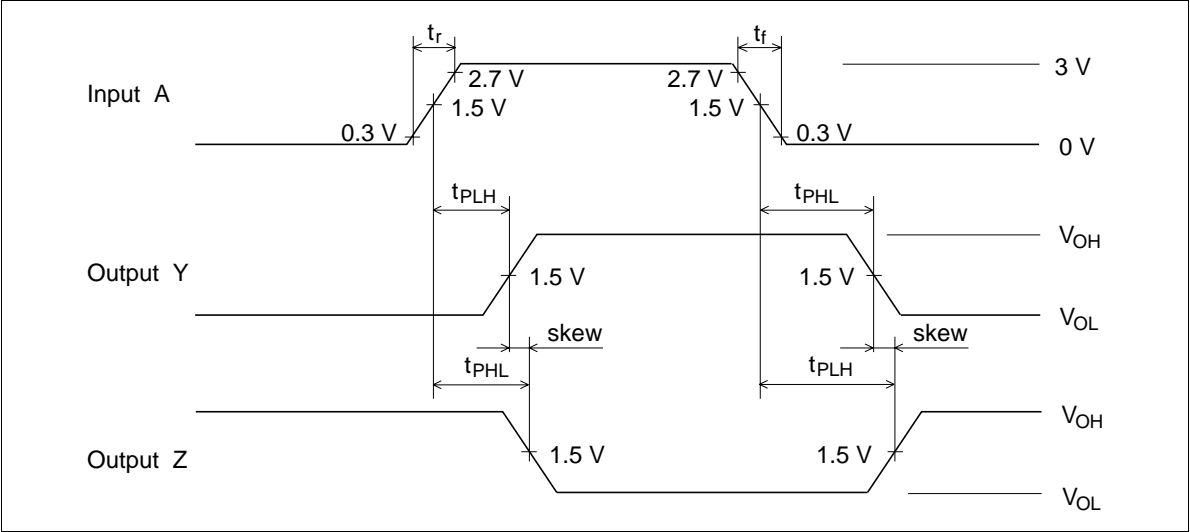 tr
tf
Input A
2.7 V
2.7 V
3 V
1.5 V
1.5 V
0.3 V
0.3 V
0 V
tPLH
tPHL
VOH
Output Y
1.5 V
1.5 V
VOL
skew
skew
tPHL
tPLH
VOH
Output Z
1.5 V
1.5 V
VOL